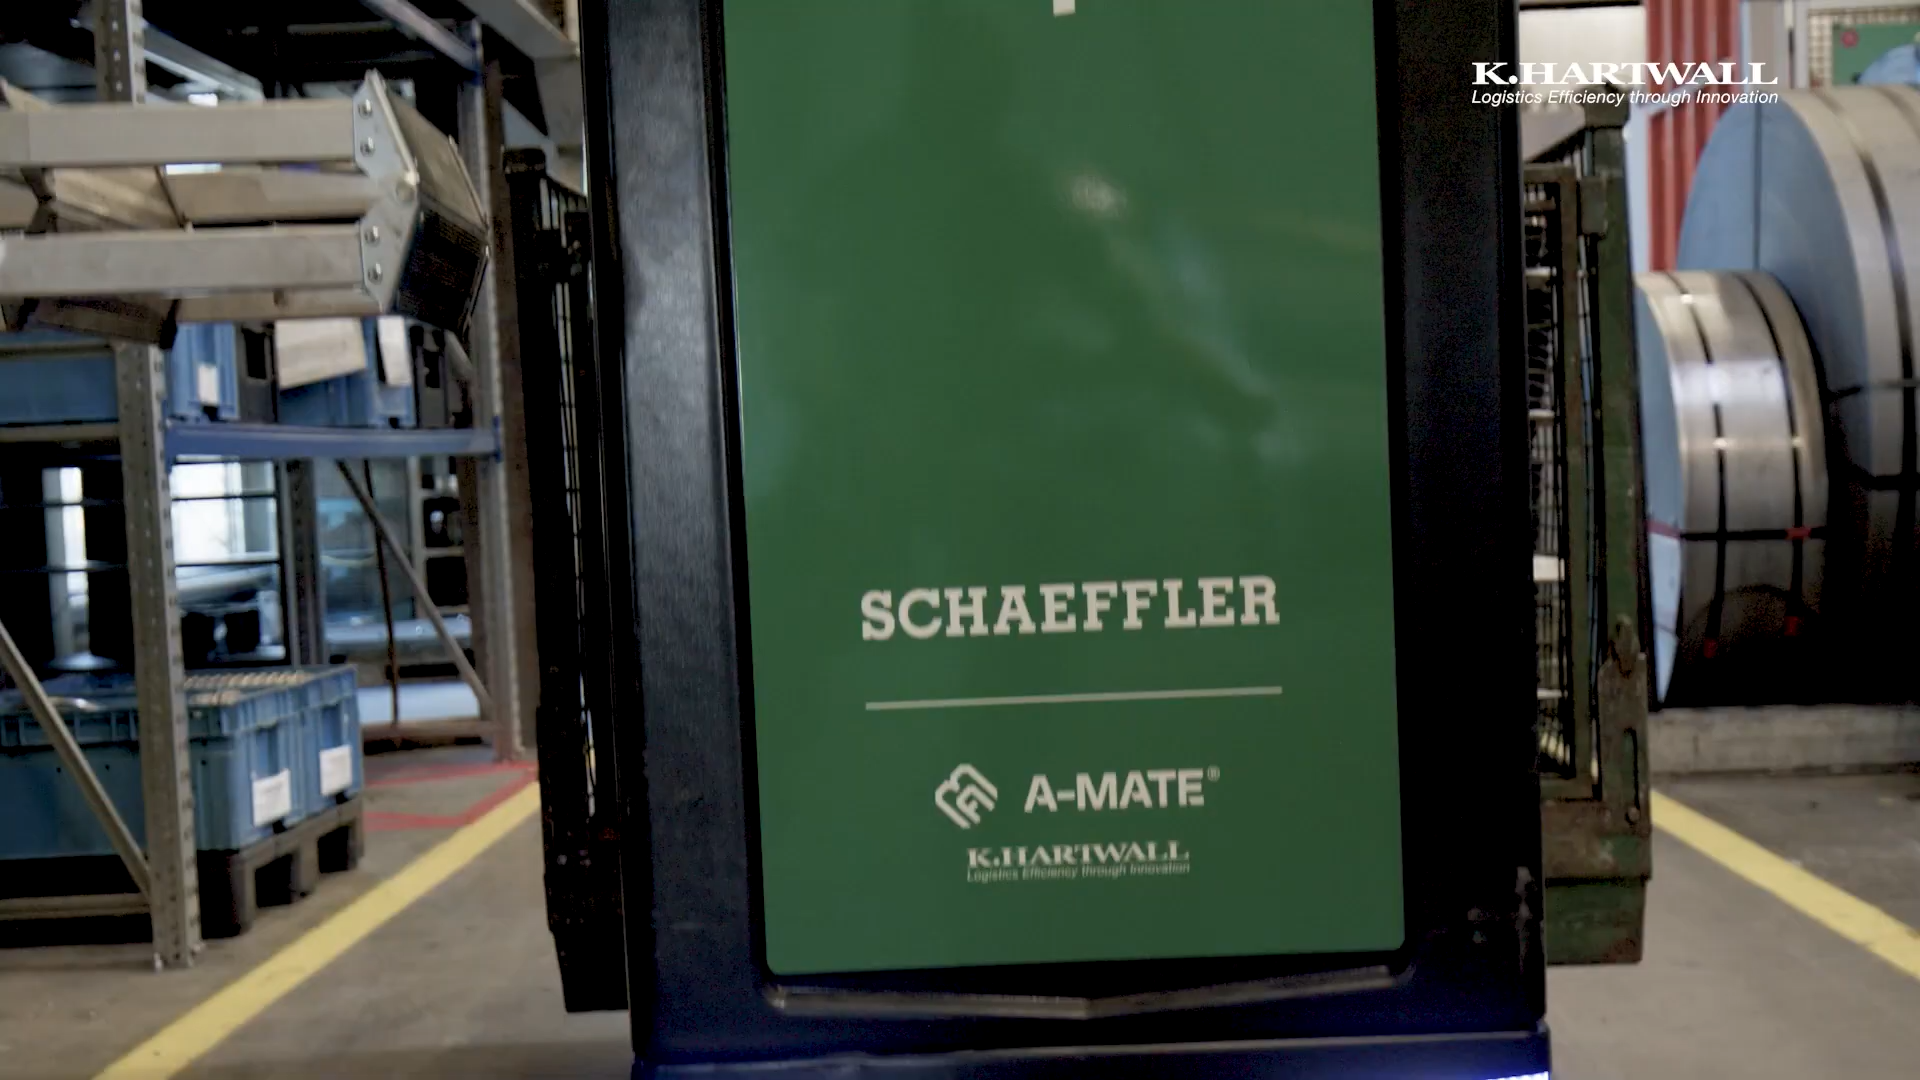 K.HARTWALL
Logistics Efficiency through Innovation
SCHAEFFLER
A-MATE®
K.HARTWALL
Logistics Efficiency through Innovation